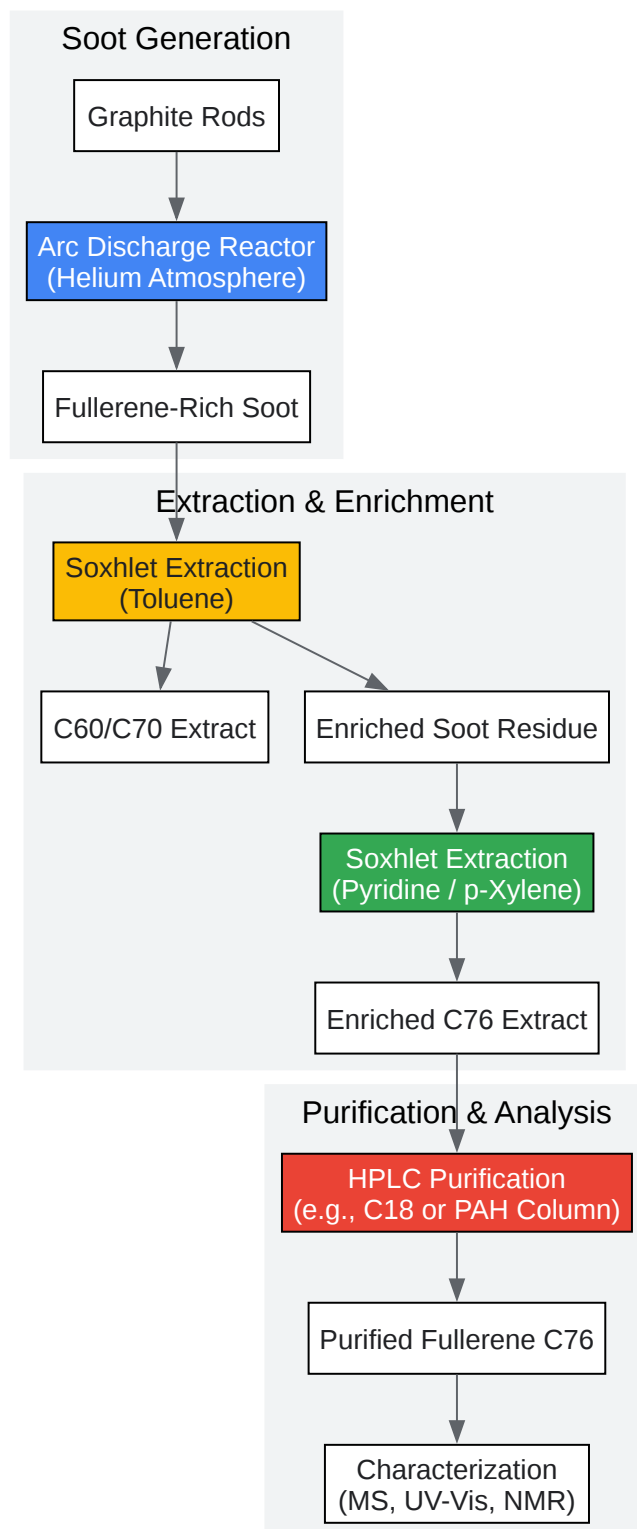 Soot Generation
Graphite Rods
Arc Discharge Reactor
(Helium Atmosphere)
Fullerene-Rich Soot
Extraction & Enrichment
Soxhlet Extraction
(Toluene)
C60/C70 Extract
Enriched Soot Residue
Soxhlet Extraction
(Pyridine / p-Xylene)
Enriched C76 Extract
Purification & Analysis
HPLC Purification
(e.g., C18 or PAH Column)
Purified Fullerene C76
Characterization
(MS, UV-Vis, NMR)